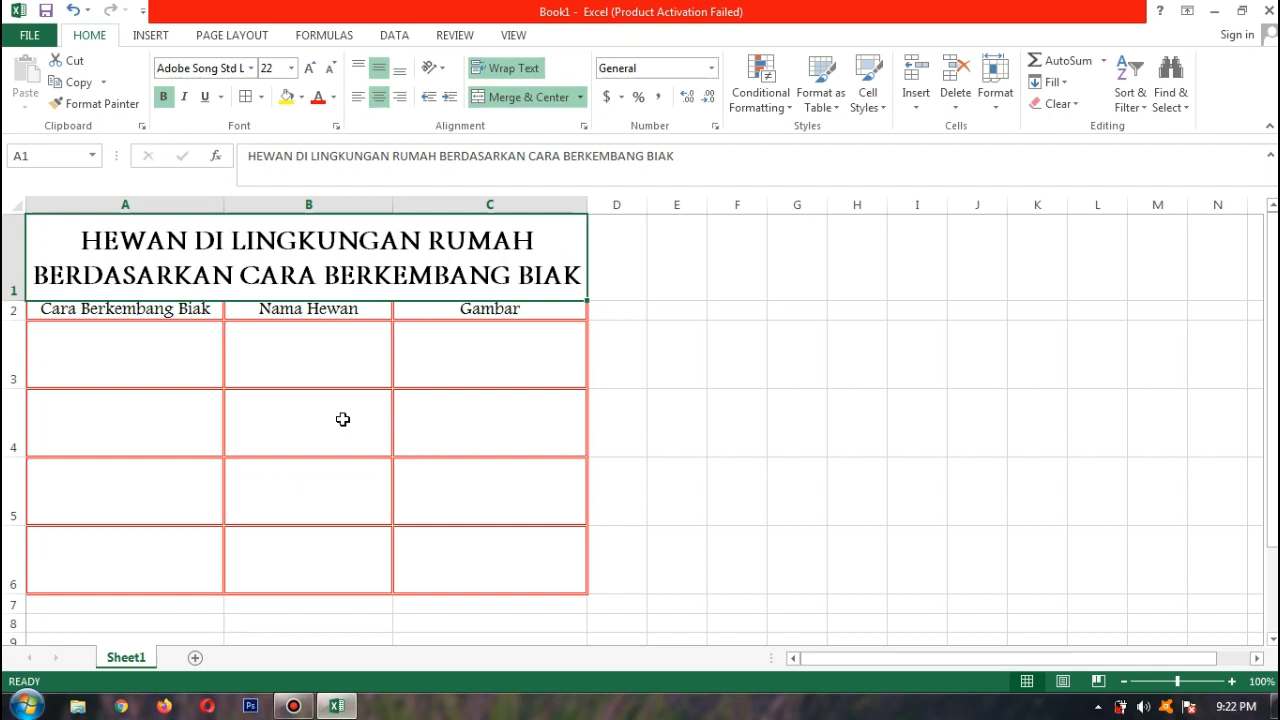 Book1 - Excel (Product Activation Failed)
FILE HOME INSERT PAGE LAYOUT FORMULAS DATA REVIEW VIEW Sign in
Paste
Cut
Copy
Format Painter
Clipboard
Adobe Song Std L 22
B I U
Font
Wrap Text
Merge & Center
Alignment
General
$ % ,
Number
Conditional Formatting
Format as Table
Cell Styles
Styles
Insert Delete Format
Cells
AutoSum
Fill
Clear
Sort & Filter
Find & Select
Editing
A1 fx HEWAN DI LINGKUNGAN RUMAH BERDASARKAN CARA BERKEMBANG BIAK
A B C D E F G H I J K L M N
HEWAN DI LINGKUNGAN RUMAH
1 BERDASARKAN CARA BERKEMBANG BIAK
2 Cara Berkembang Biak Nama Hewan Gambar
3
4
5
6
7
8
9
Sheet1
READY 100%
Ps 9:22 PM